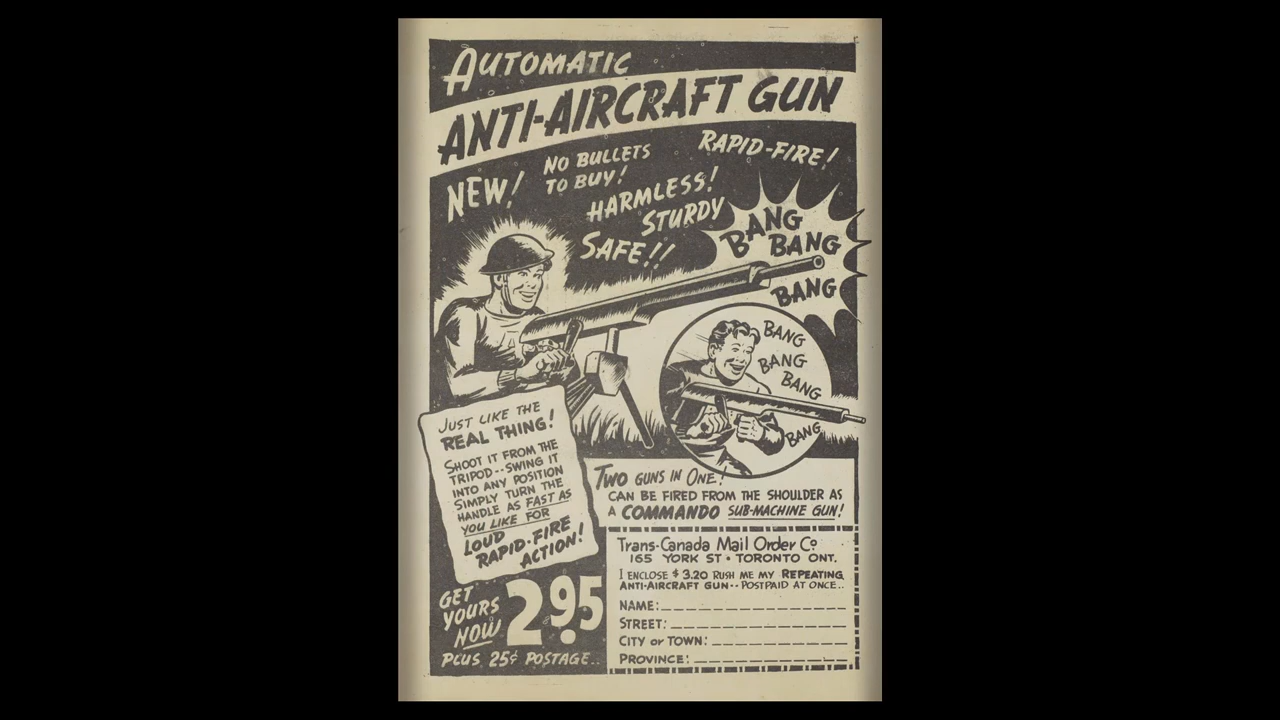 AUTOMATIC
ANTI-AIRCRAFT GUN
NEW!
NO BULLETS
TO BUY!
RAPID-FIRE!
HARMLESS!
STURDY
SAFE!!
BANG
BANG
BANG
BANG
BANG
BANG
BANG
JUST LIKE THE
REAL THING!
SHOOT IT FROM THE
TRIPOD--SWING IT
INTO ANY POSITION
SIMPLY TURN THE
HANDLE AS FAST AS
YOU LIKE FOR
LOUD
RAPID-FIRE
ACTION!
TWO GUNS IN ONE!
CAN BE FIRED FROM THE SHOULDER AS
A COMMANDO SUB-MACHINE GUN!
GET
YOURS
NOW
2.95
PLUS 25¢ POSTAGE..
Trans-Canada Mail Order Co
165 YORK ST • TORONTO ONT.
I ENCLOSE $3.20 RUSH ME MY REPEATING
ANTI-AIRCRAFT GUN--POSTPAID AT ONCE..
NAME:
STREET:
CITY or TOWN:
PROVINCE: